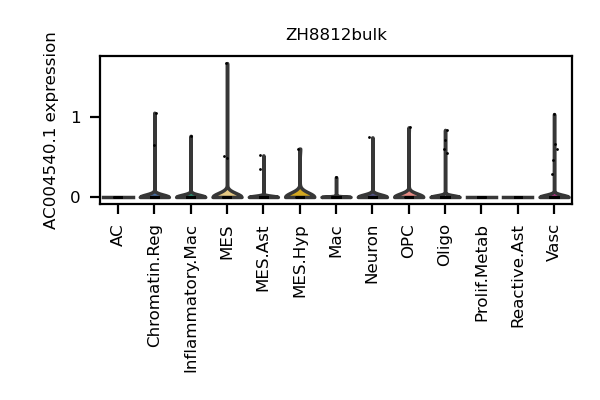 ZH8812bulk
AC004540.1 expression
1
0
AC
Chromatin.Reg
Inflammatory.Mac
MES
MES.Ast
MES.Hyp
Mac
Neuron
OPC
Oligo
Prolif.Metab
Reactive.Ast
Vasc